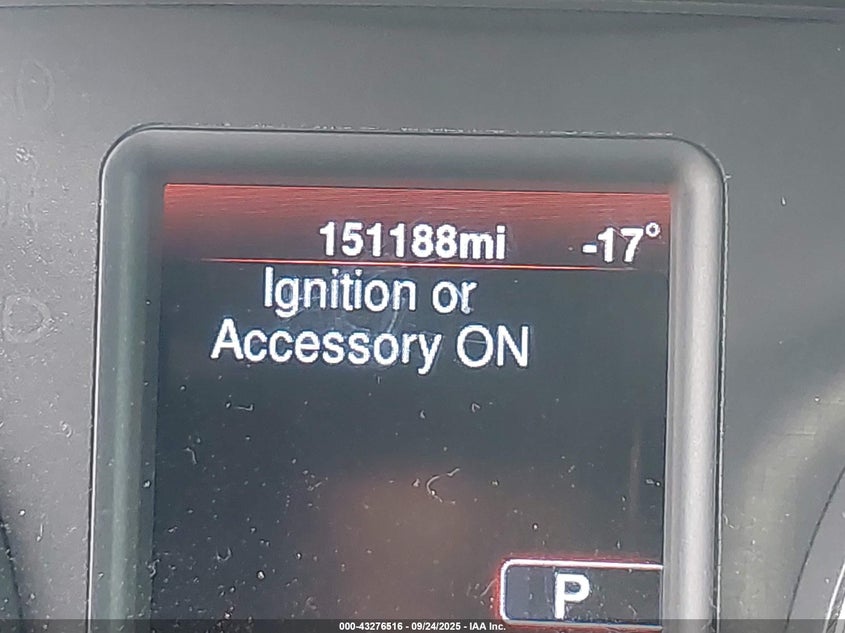 151188mi -17°
Ignition or
Accessory ON
P
000-43276516 - 09/24/2025 - IAA Inc.